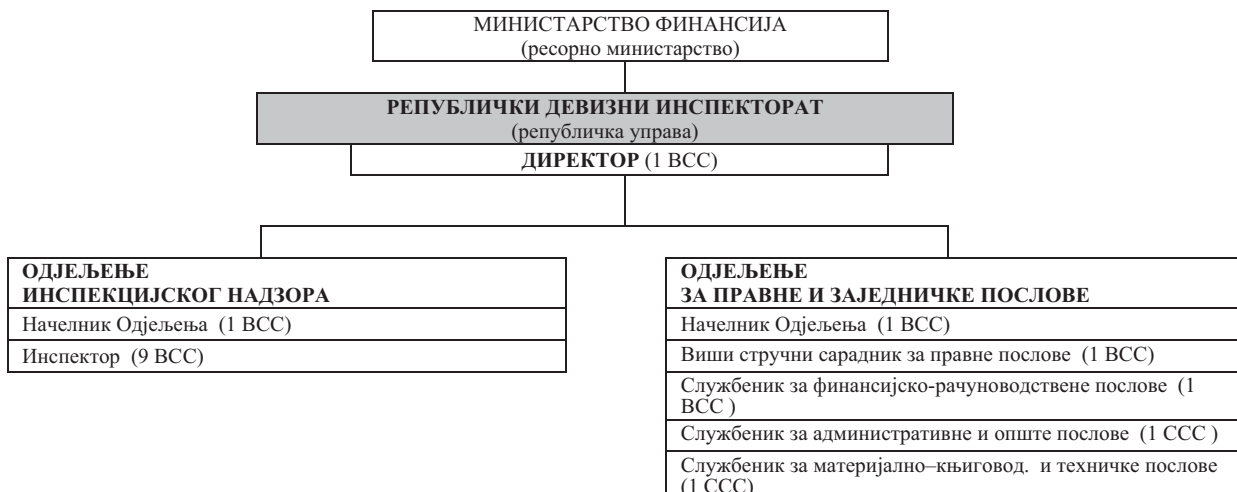 МИНИСТАРСТВО ФИНАНСИЈА
(ресорно министарство)
РЕПУБЛИЧКИ ДЕВИЗНИ ИНСПЕКТОРАТ
(републичка управа)
ДИРЕКТОР (1 ВСС)
ОДЈЕЉЕЊЕ
ИНСПЕКЦИЈСКОГ НАДЗОРА
Начелник Одјељења (1 ВСС)
Инспектор (9 ВСС)
ОДЈЕЉЕЊЕ
ЗА ПРАВНЕ И ЗАЈЕДНИЧКЕ ПОСЛОВЕ
Начелник Одјељења (1 ВСС)
Виши стручни сарадник за правне послове (1 ВСС)
Службеник за финансијско-рачуноводствене послове (1
ВСС )
Службеник за административне и опште послове (1 ССС )
Службеник за материјално–књиговод. и техничке послове
(1 ССС)